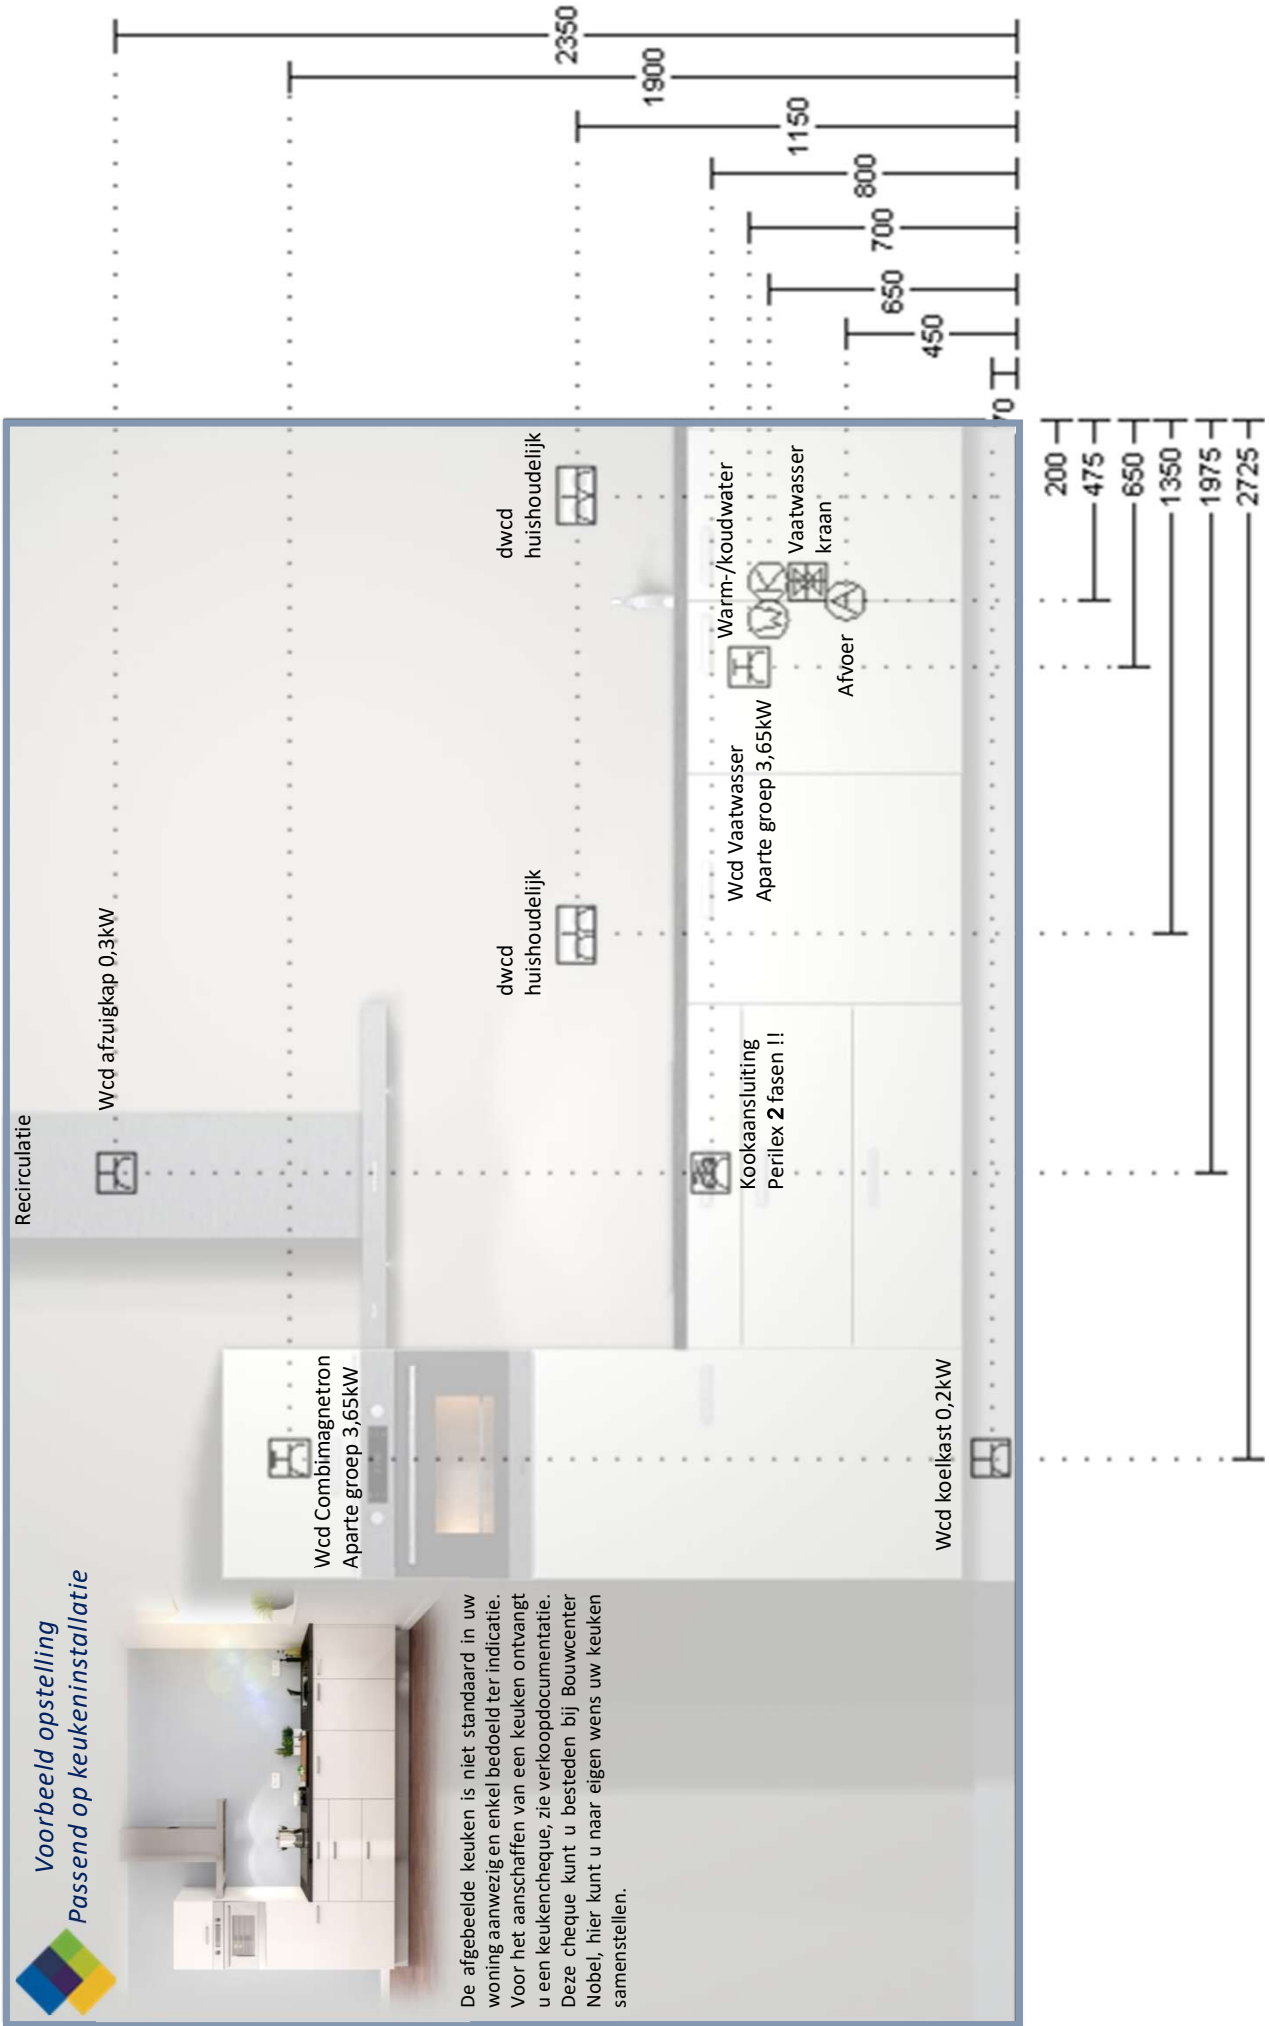 Voorbeeld opstelling
Passend op keukeninstallatie
De afgebeelde keuken is niet standaard in uw
woning aanwezig en enkel bedoeld ter indicatie.
Voor het aanschaffen van een keuken ontvangt
u een keukencheque, zie verkoopdocumentatie.
Deze cheque kunt u besteden bij Bouwcenter
Nobel, hier kunt u naar eigen wens uw keuken
samenstellen.
Recirculatie
Wcd afzuigkap 0,3kW
Wcd Combimagnetron
Aparte groep 3,65kW
dwcd
huishoudelijk
dwcd
huishoudelijk
Kookaansluiting
Perilex 2 fasen !!
Wcd Vaatwasser
Aparte groep 3,65kW
Warm-/koudwater
W
K
Vaatwasser
kraan
A
Afvoer
Wcd koelkast 0,2kW
2350
1900
1150
800
700
650
450
70
200
475
650
1350
1975
2725